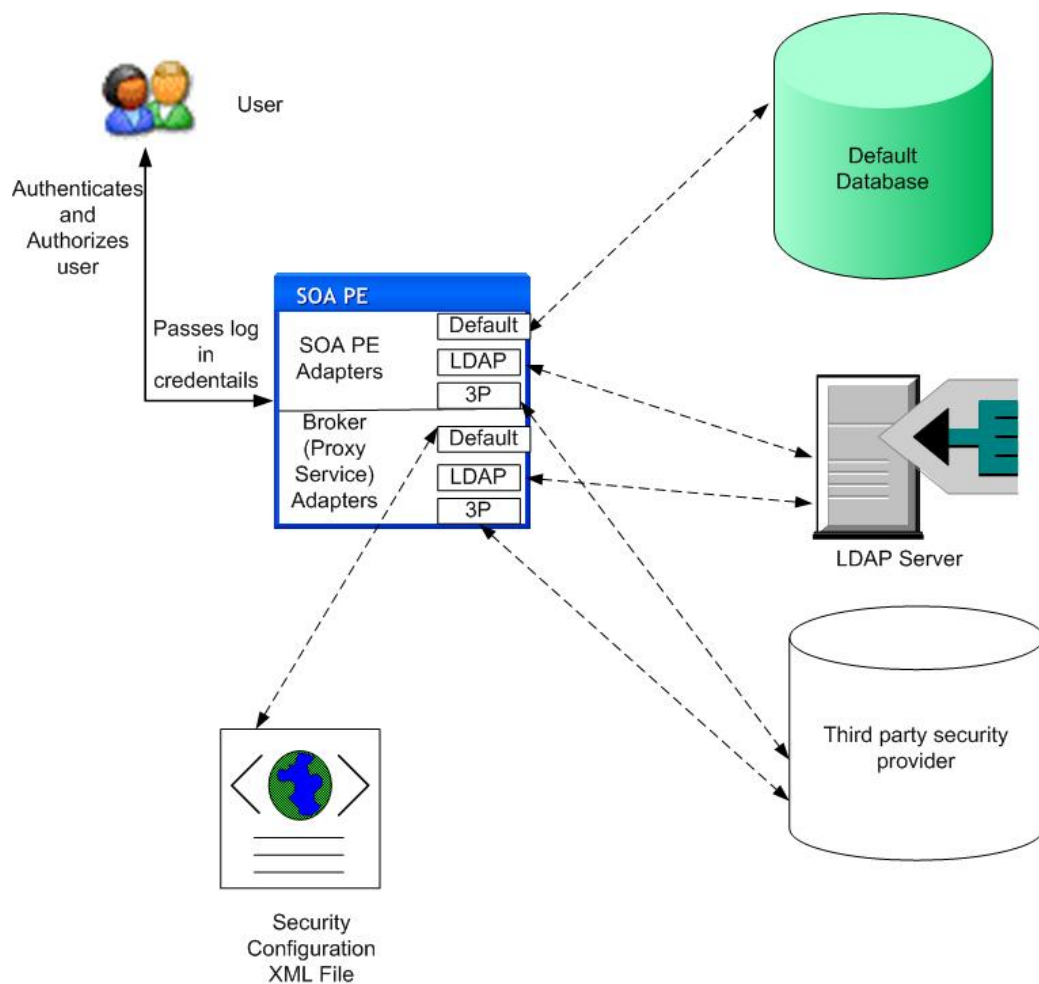 User
Authenticates
and
Authorizes
user
Passes log
in
credentails
SOA PE
SOA PE
Adapters
Default
LDAP
3P
Broker
(Proxy
Service)
Adapters
Default
LDAP
3P
Default
Database
LDAP Server
Third party security
provider
Security
Configuration
XML File